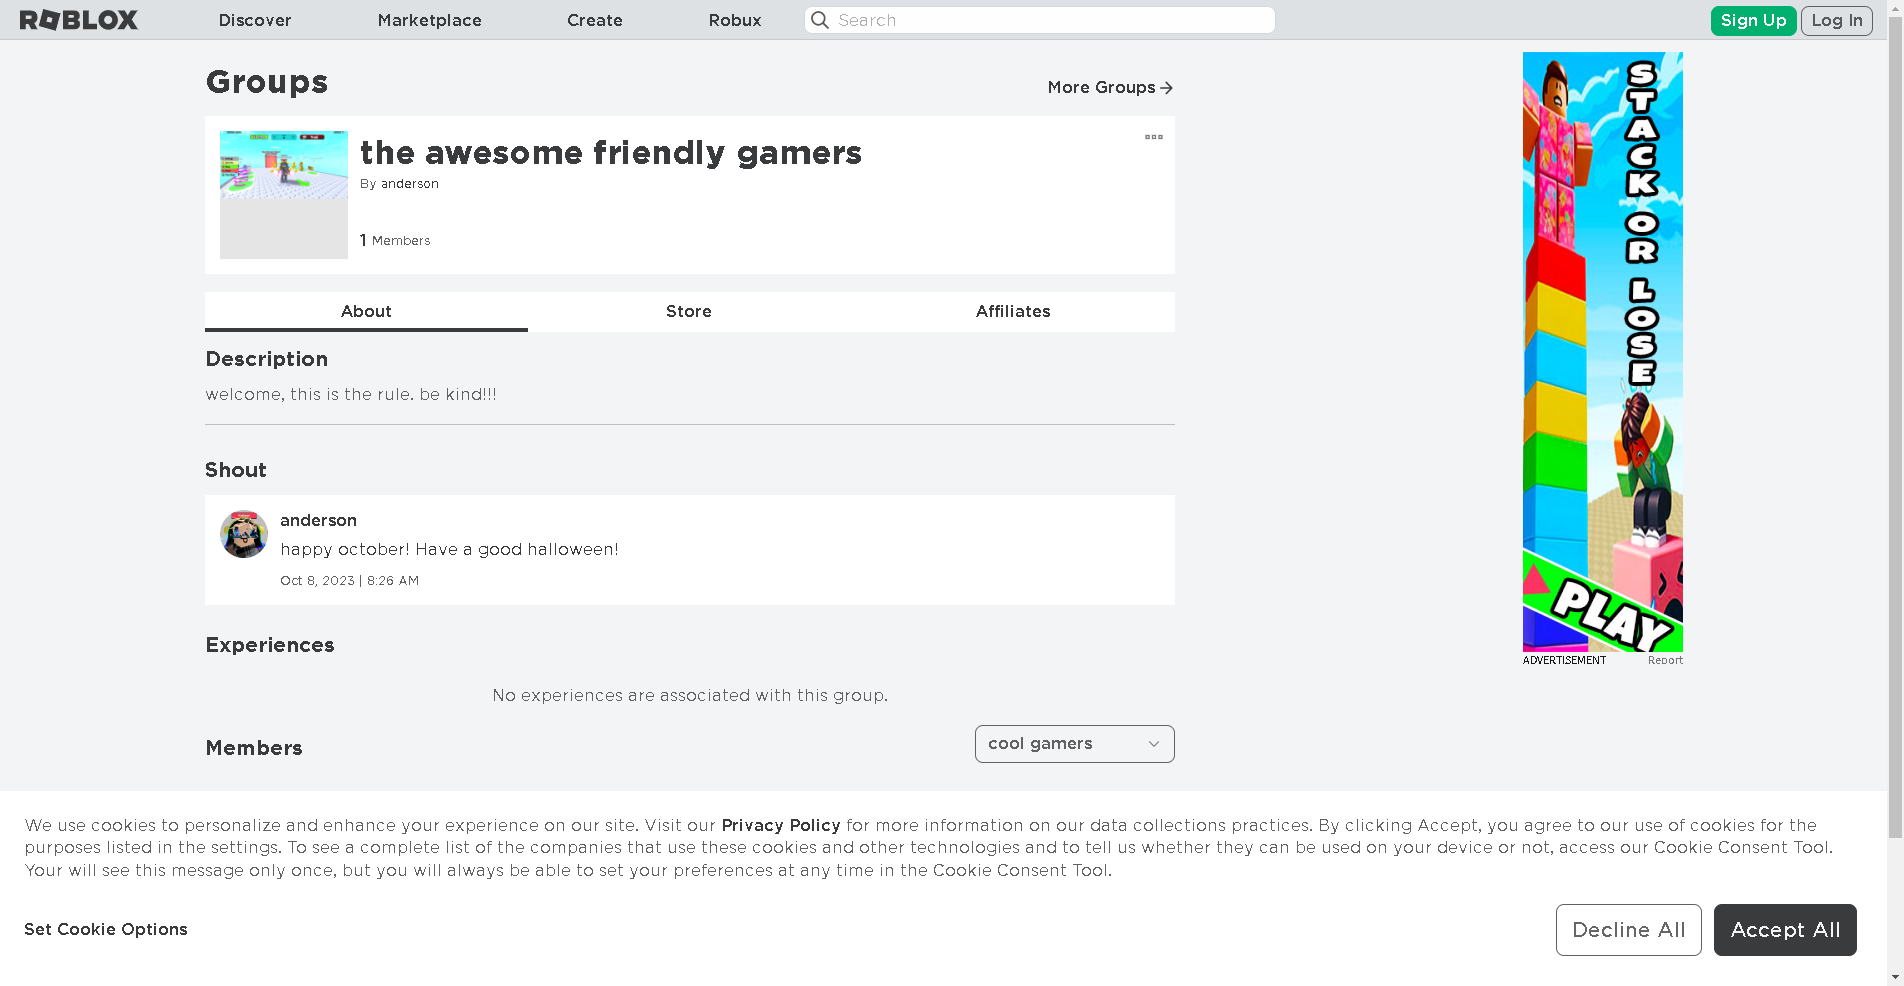 ROBLOX
Discover
Marketplace
Create
Robux
Search
Sign Up
Log In
Groups
More Groups
the awesome friendly gamers
By anderson
1 Members
About
Store
Affiliates
Description
welcome, this is the rule. be kind!!!
Shout
anderson
happy october! Have a good halloween!
Oct 8, 2023 | 8:26 AM
Experiences
No experiences are associated with this group.
Members
cool gamers
STACK OR LOSE
PLAY
ADVERTISEMENT
Report
We use cookies to personalize and enhance your experience on our site. Visit our Privacy Policy for more information on our data collections practices. By clicking Accept, you agree to our use of cookies for the
purposes listed in the settings. To see a complete list of the companies that use these cookies and other technologies and to tell us whether they can be used on your device or not, access our Cookie Consent Tool.
Your will see this message only once, but you will always be able to set your preferences at any time in the Cookie Consent Tool.
Set Cookie Options
Decline All
Accept All